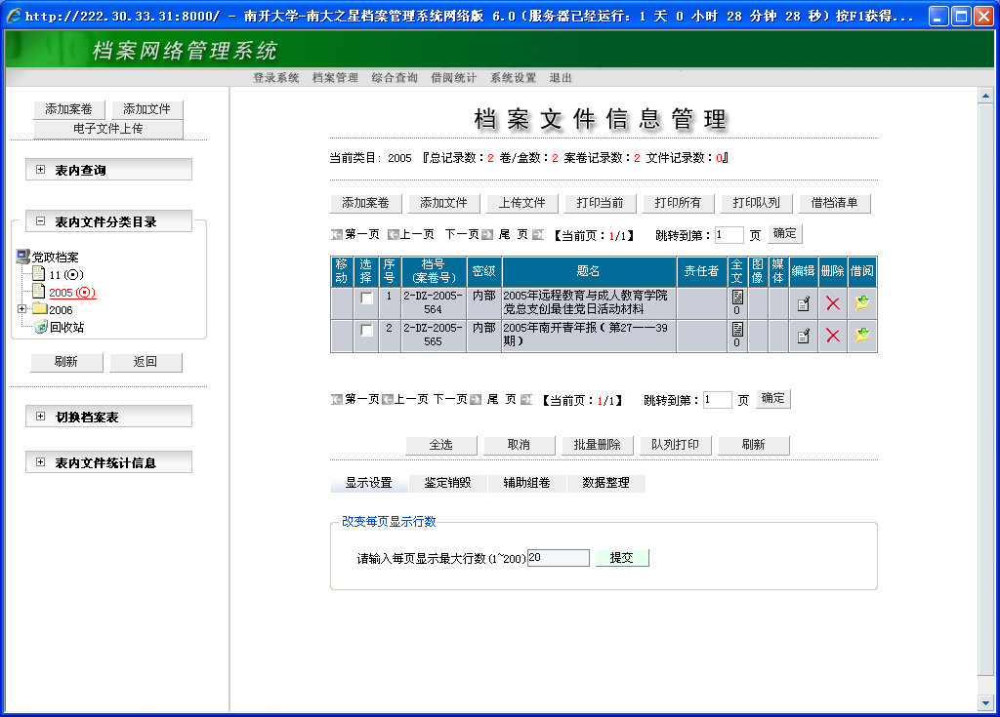 http://222.30.33.31:8000/ - 南开大学-南大之星档案管理系统网络版 6.0（服务器已经运行: 1 天 0 小时 28 分钟 28 秒）按F1获得...
档案网络管理系统
登录系统 档案管理 综合查询 借阅统计 系统设置 退出
添加案卷 添加文件
电子文件上传
表内查询
表内文件分类目录
党政档案
11 (⊙)
2005 (⊙)
2006
回收站
刷新 返回
切换档案表
表内文件统计信息
档案文件信息管理
当前类目: 2005 『总记录数：2 卷/盒数：2 案卷记录数：2 文件记录数：0』
添加案卷 添加文件 上传文件 打印当前 打印所有 打印队列 借档清单
第一页 上一页 下一页 尾 页 【当前页：1/1】 跳转到第：1 页 确定
移动 选择 序号 档号(案卷号) 密级 题名 责任者 全文 图像 媒体 编辑 删除 借阅
1 2-DZ-2005-564 内部 2005年远程教育与成人教育学院党总支创最佳党日活动材料 0
2 2-DZ-2005-565 内部 2005年南开青年报（第27——39期） 0
第一页 上一页 下一页 尾 页 【当前页：1/1】 跳转到第：1 页 确定
全选 取消 批量删除 队列打印 刷新
显示设置 鉴定销毁 辅助组卷 数据整理
改变每页显示行数
请输入每页显示最大行数(1~200) 20 提交